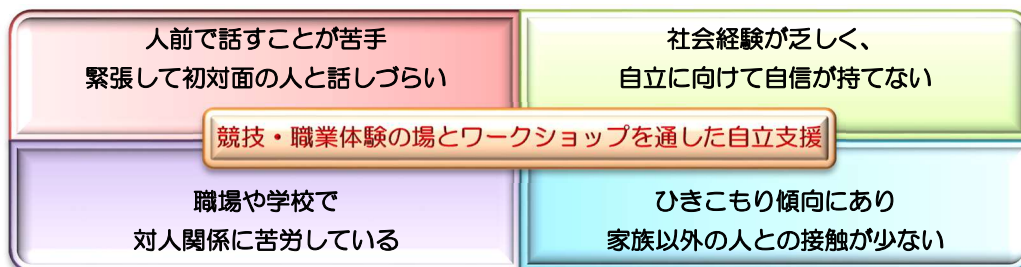 人前で話すことが苦手
緊張して初対面の人と話しづらい
社会経験が乏しく、
自立に向けて自信が持てない
競技・職業体験の場とワークショップを通した自立支援
職場や学校で
対人関係に苦労している
ひきこもり傾向にあり
家族以外の人との接触が少ない